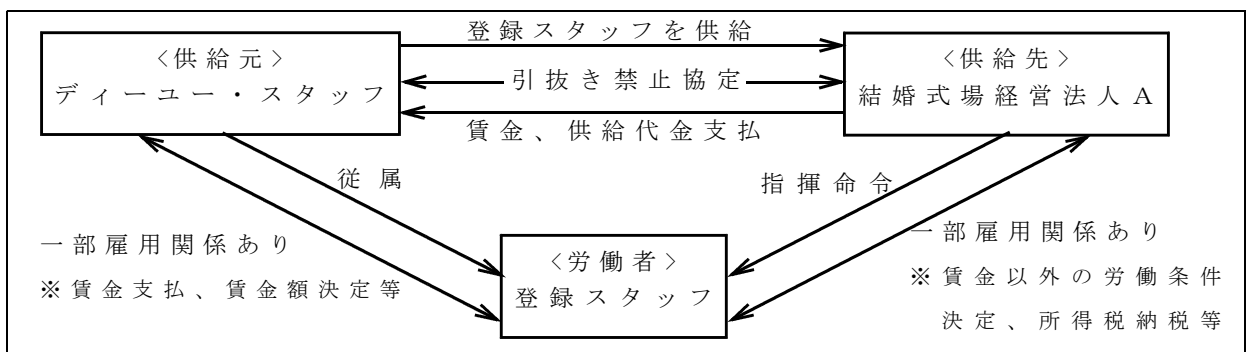 登録スタッフを供給
<供給元>
ディーユー・スタッフ
引抜き禁止協定
<供給先>
結婚式場経営法人A
賃金、供給代金支払
従属
指揮命令
一部雇用関係あり
※賃金支払、賃金額決定等
<労働者>
登録スタッフ
一部雇用関係あり
※賃金以外の労働条件
決定、所得税納税等